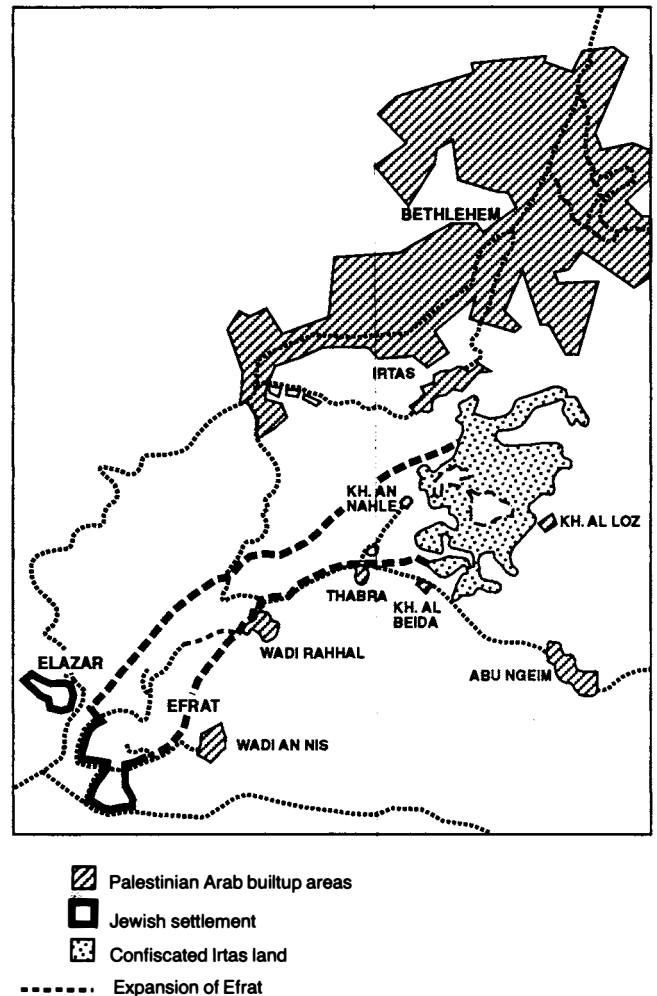 BETHLEHEM
IRTAS
KH. AN
NAHLE
KH. AL LOZ
THABRA
KH. AL
BEIDA
WADI RAHHAL
ABU NGEIM
ELAZAR
EFRAT
WADI AN NIS
Palestinian Arab builtup areas
Jewish settlement
Confiscated Irtas land
Expansion of Efrat